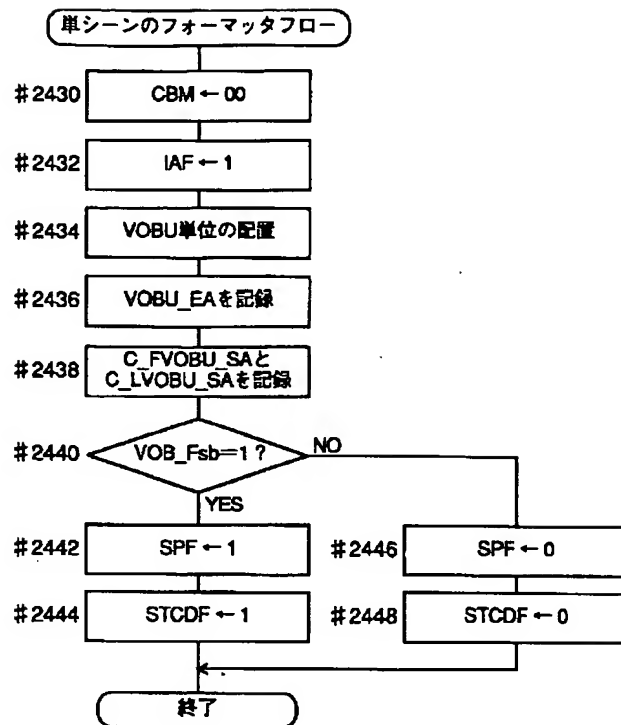 単シーンのフォーマッタフロー
#2430 CBM ← 00
#2432 IAF ← 1
#2434 VOBU単位の配置
#2436 VOBU_EAを記録
#2438 C_FVOBU_SAと
C_LVOBU_SAを記録
#2440 VOB_Fsb=1? NO
YES
#2442 SPF ← 1 #2446 SPF ← 0
#2444 STCDF ← 1 #2448 STCDF ← 0
終了